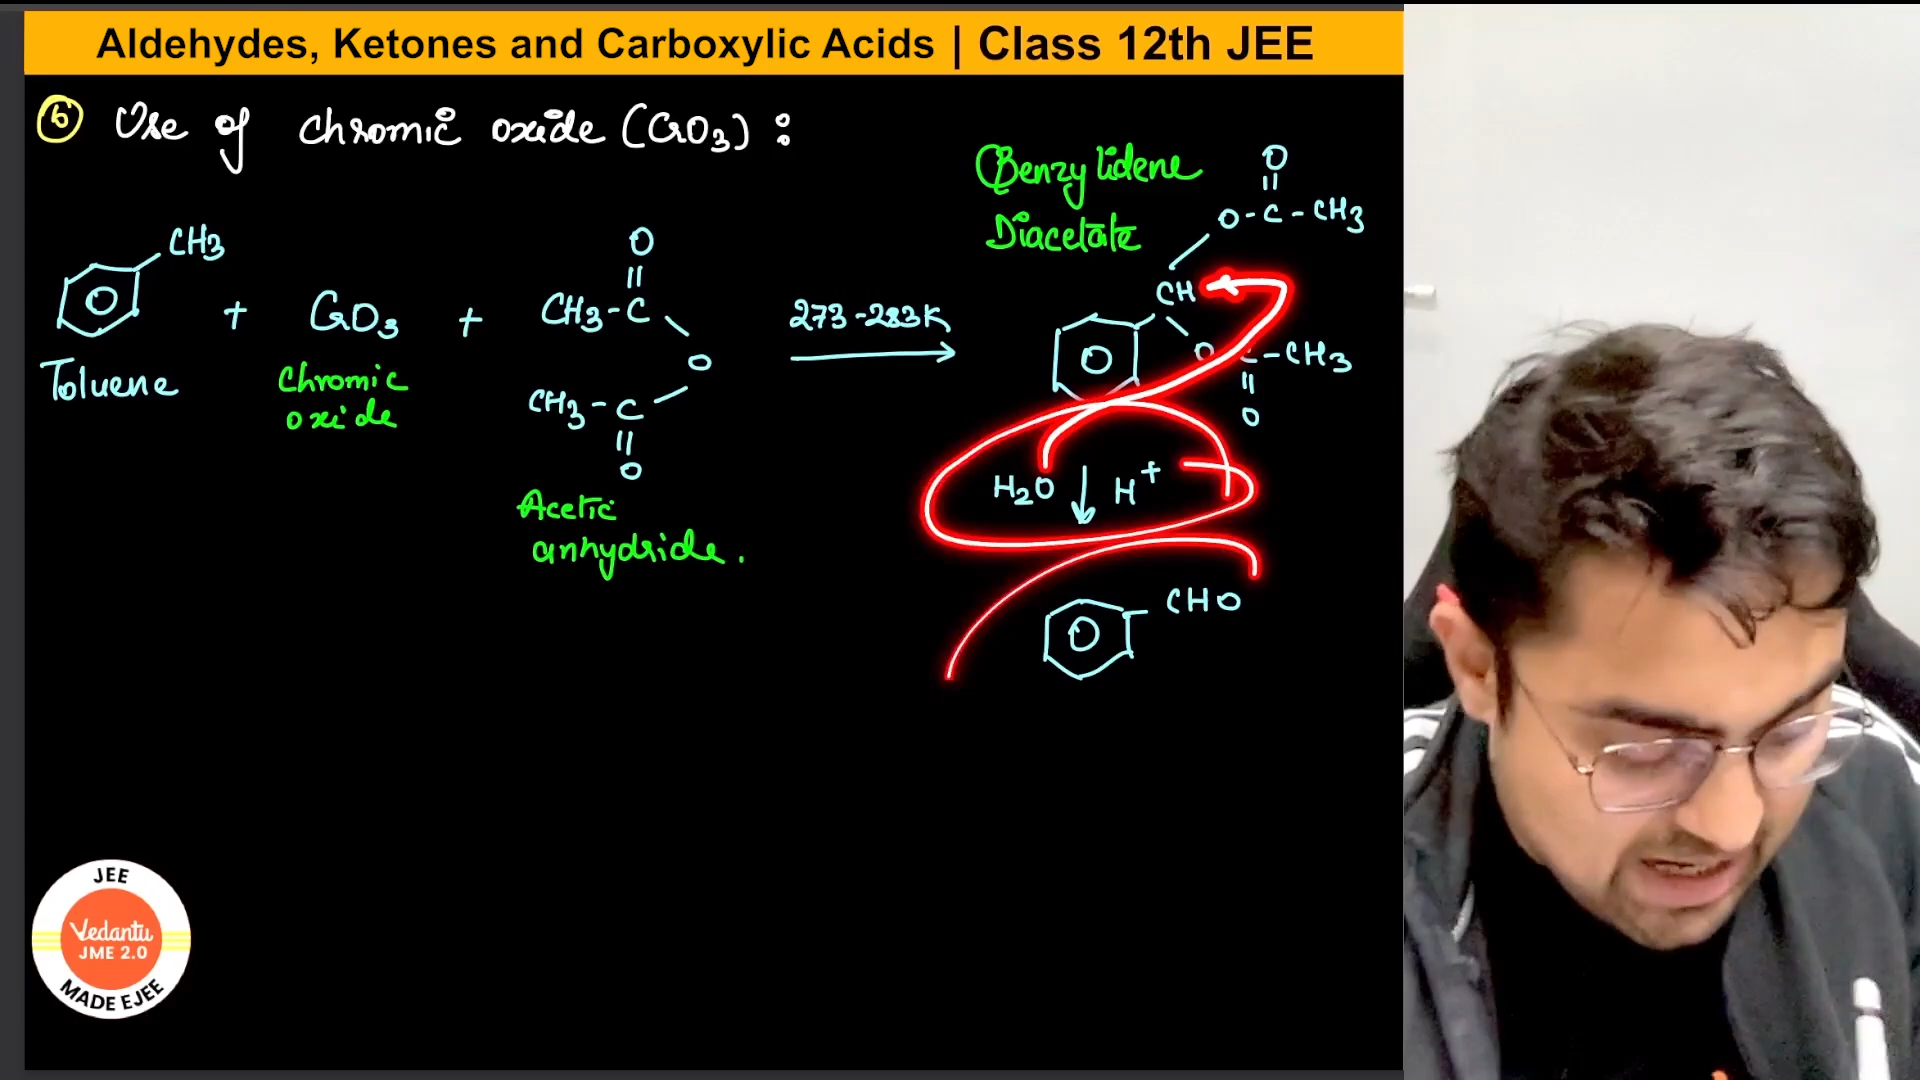 Aldehydes, Ketones and Carboxylic Acids | Class 12th JEE
6 Use of chromic oxide (CrO3) :
Benzylidene
Diacetate
O
||
O-C-CH3
CH
O C-CH3
||
O
CH3
Toluene
+
CrO3
Chromic
oxide
+
O
||
CH3-C
O
CH3-C
||
O
Acetic
anhydride.
273-283K
H2O H+
CHO
JEE
Vedantu
JME 2.0
MADE EJEE